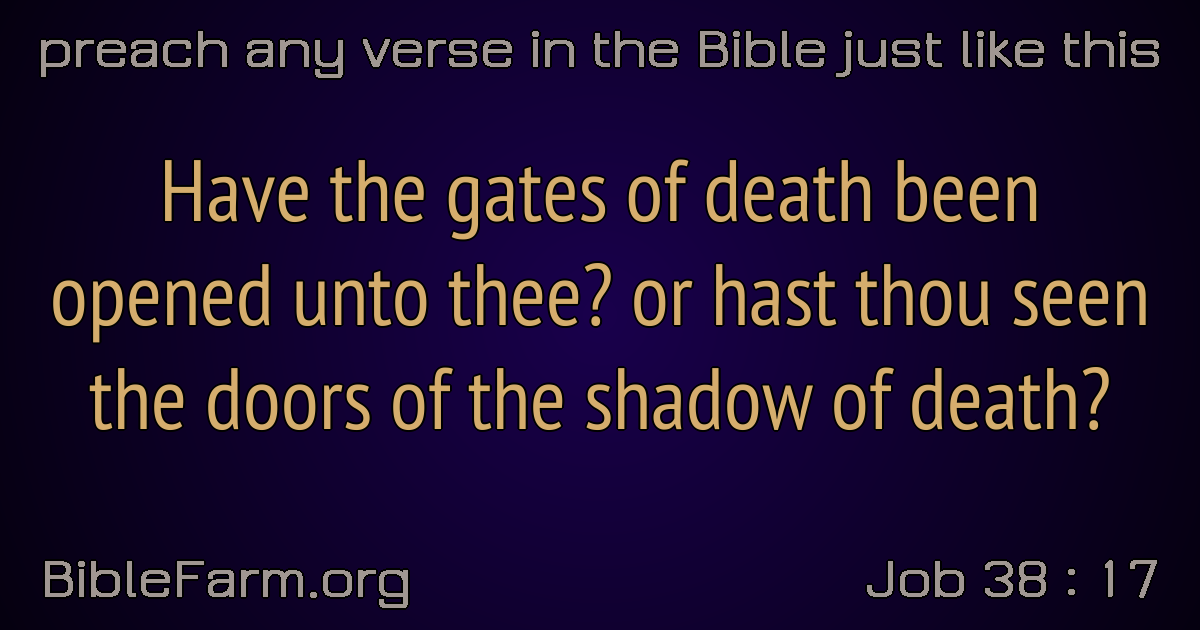 preach any verse in the Bible just like this
Have the gates of death been
opened unto thee? or hast thou seen
the doors of the shadow of death?
BibleFarm.org
Job 38 : 17